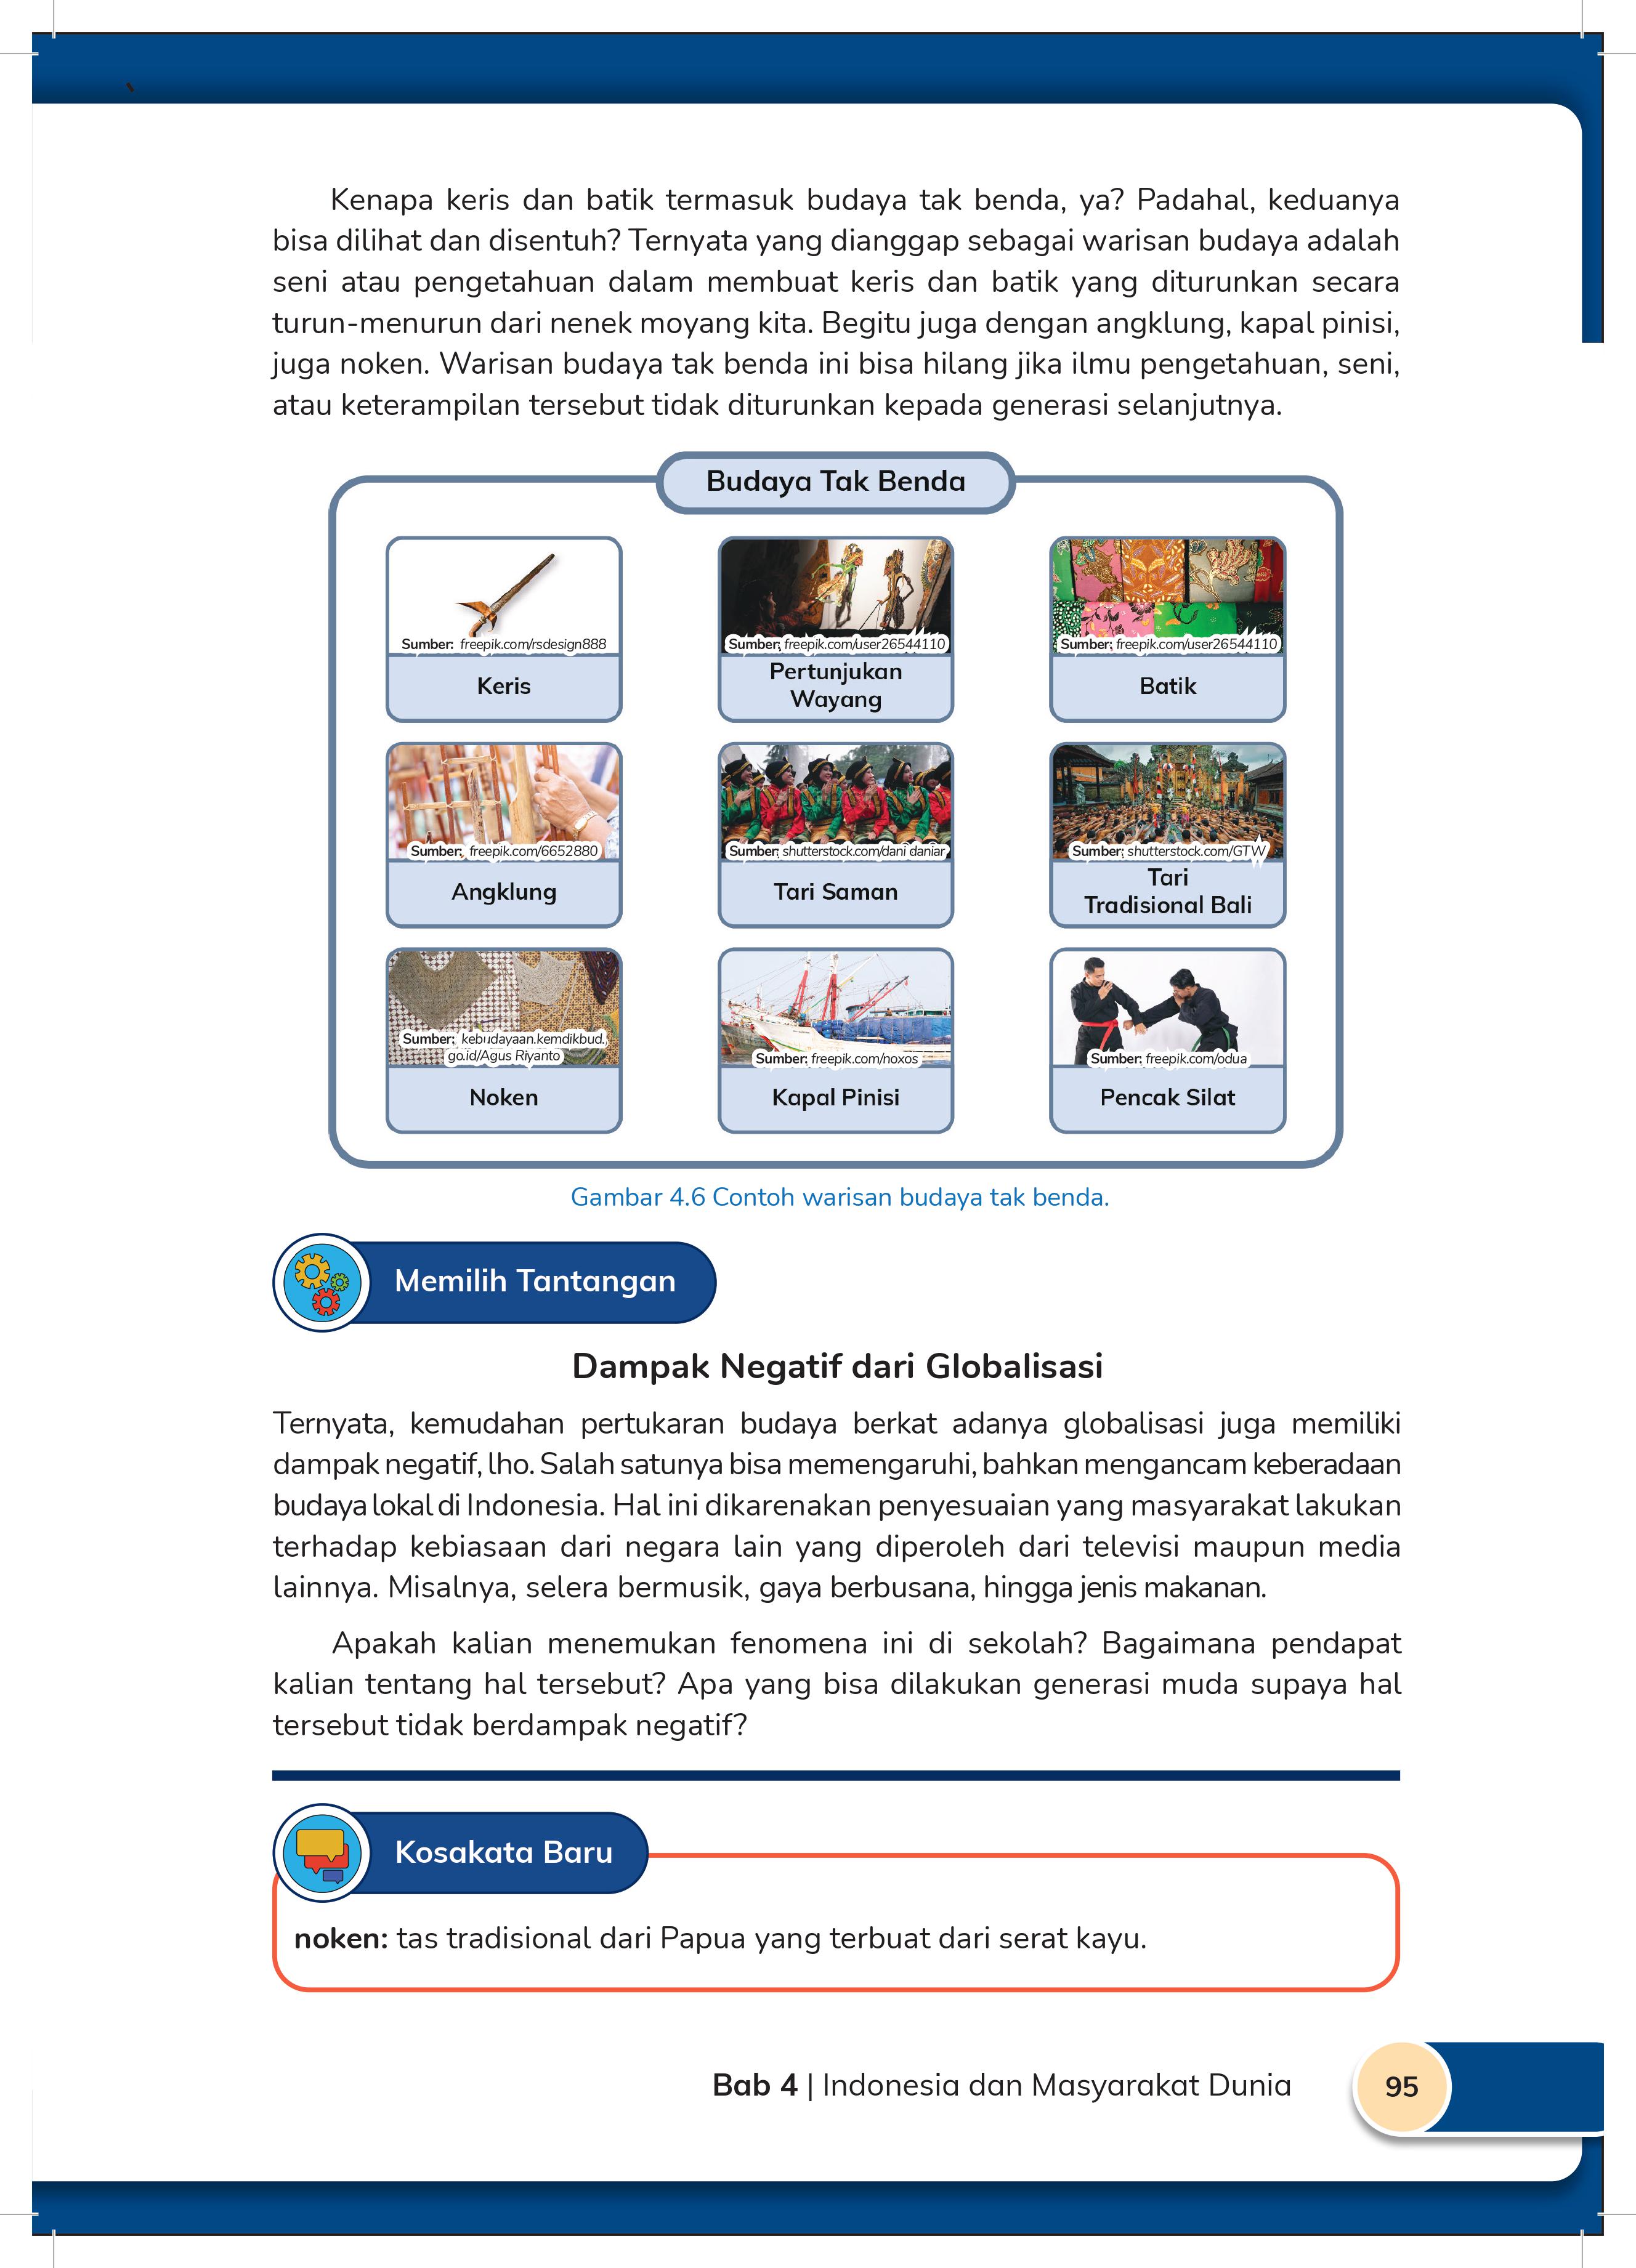 Kenapa keris dan batik termasuk budaya tak benda, ya? Padahal, keduanya
bisa dilihat dan disentuh? Ternyata yang dianggap sebagai warisan budaya adalah
seni atau pengetahuan dalam membuat keris dan batik yang diturunkan secara
turun-menurun dari nenek moyang kita. Begitu juga dengan angklung, kapal pinisi,
juga noken. Warisan budaya tak benda ini bisa hilang jika ilmu pengetahuan, seni,
atau keterampilan tersebut tidak diturunkan kepada generasi selanjutnya.
Budaya Tak Benda
Sumber: freepik.com/rsdesign888
Keris
Sumber: freepik.com/user26544110
Pertunjukan
Wayang
Sumber: freepik.com/user26544110
Batik
Sumber: freepik.com/6652880
Angklung
Sumber: shutterstock.com/dani daniar
Tari Saman
Sumber: shutterstock.com/GTW
Tari
Tradisional Bali
Sumber: kebudayaan.kemdikbud.
go.id/Agus Riyanto
Noken
Sumber: freepik.com/noxos
Kapal Pinisi
Sumber: freepik.com/odua
Pencak Silat
Gambar 4.6 Contoh warisan budaya tak benda.
Memilih Tantangan
Dampak Negatif dari Globalisasi
Ternyata, kemudahan pertukaran budaya berkat adanya globalisasi juga memiliki
dampak negatif, lho. Salah satunya bisa memengaruhi, bahkan mengancam keberadaan
budaya lokal di Indonesia. Hal ini dikarenakan penyesuaian yang masyarakat lakukan
terhadap kebiasaan dari negara lain yang diperoleh dari televisi maupun media
lainnya. Misalnya, selera bermusik, gaya berbusana, hingga jenis makanan.
Apakah kalian menemukan fenomena ini di sekolah? Bagaimana pendapat
kalian tentang hal tersebut? Apa yang bisa dilakukan generasi muda supaya hal
tersebut tidak berdampak negatif?
Kosakata Baru
noken: tas tradisional dari Papua yang terbuat dari serat kayu.
Bab 4 | Indonesia dan Masyarakat Dunia
95